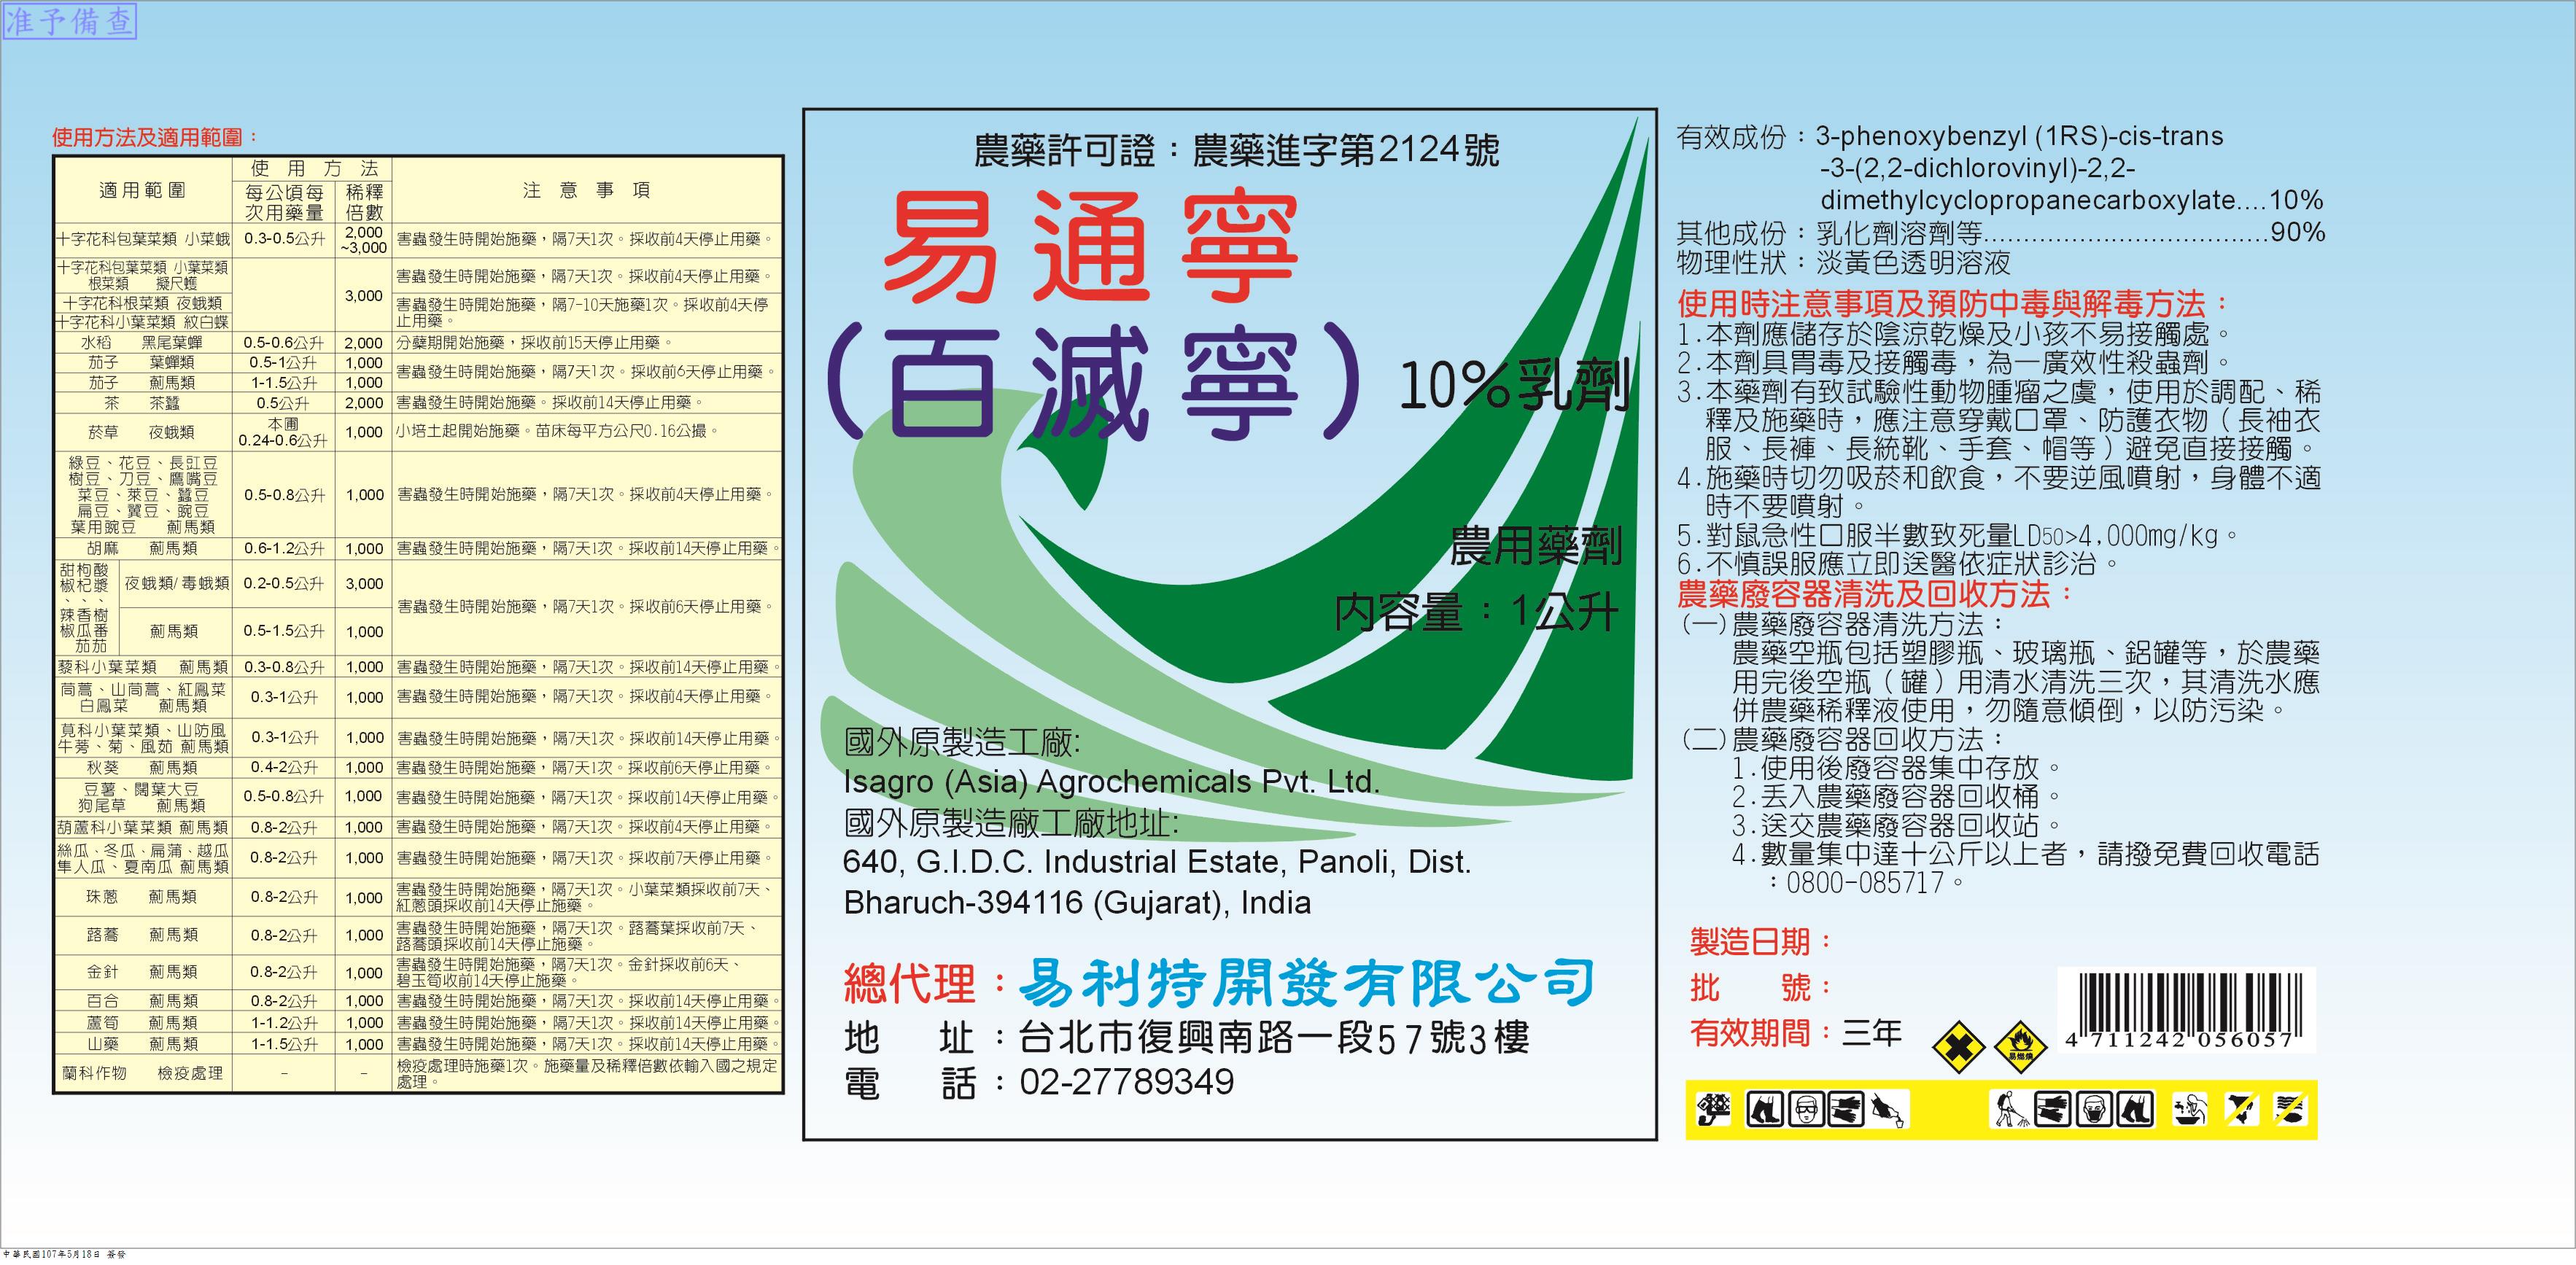 准予備查
使用方法及適用範圍：
適用範圍
使 用 方 法
每公頃每
次用藥量
稀釋
倍數
注 意 事 項
十字花科包葉菜類 小菜蛾 0.3-0.5公升 2,000
~3,000 害蟲發生時開始施藥，隔7天1次。採收前4天停止用藥。
十字花科包葉菜類 小葉菜類
根菜類 擬尺蠖
害蟲發生時開始施藥，隔7天1次。採收前4天停止用藥。
3,000
十字花科根菜類 夜蛾類
十字花科小葉菜類 紋白蝶
害蟲發生時開始施藥，隔7-10天施藥1次。採收前4天停
止用藥。
水稻 黑尾葉蟬 0.5-0.6公升 2,000 分蘗期開始施藥，採收前15天停止用藥。
茄子 葉蟬類 0.5-1公升 1,000
茄子 薊馬類 1-1.5公升 1,000
害蟲發生時開始施藥，隔7天1次。採收前6天停止用藥。
茶 茶蠶 0.5公升 2,000 害蟲發生時開始施藥。採收前14天停止用藥。
菸草 夜蛾類 本圃
0.24-0.6公升 1,000 小培土起開始施藥。苗床每平方公尺0.16公撮。
綠豆、花豆、長豇豆
樹豆、刀豆、鷹嘴豆
菜豆、萊豆、蠶豆
扁豆、翼豆、豌豆
葉用豌豆 薊馬類
0.5-0.8公升 1,000 害蟲發生時開始施藥，隔7天1次。採收前4天停止用藥。
胡麻 薊馬類 0.6-1.2公升 1,000 害蟲發生時開始施藥，隔7天1次。採收前14天停止用藥。
甜枸酸
椒杞漿
、、、
辣香樹
椒瓜番
茄茄
夜蛾類/毒蛾類 0.2-0.5公升 3,000
薊馬類 0.5-1.5公升 1,000
害蟲發生時開始施藥，隔7天1次。採收前6天停止用藥。
藜科小葉菜類 薊馬類 0.3-0.8公升 1,000 害蟲發生時開始施藥，隔7天1次。採收前14天停止用藥。
茼蒿、山茼蒿、紅鳳菜
白鳳菜 薊馬類
0.3-1公升 1,000 害蟲發生時開始施藥，隔7天1次。採收前4天停止用藥。
莧科小葉菜類、山防風
牛蒡、菊、風茹 薊馬類
0.3-1公升 1,000 害蟲發生時開始施藥，隔7天1次。採收前14天停止用藥。
秋葵 薊馬類 0.4-2公升 1,000 害蟲發生時開始施藥，隔7天1次。採收前6天停止用藥。
豆薯、闊葉大豆
狗尾草 薊馬類
0.5-0.8公升 1,000 害蟲發生時開始施藥，隔7天1次。採收前14天停止用藥。
葫蘆科小葉菜類 薊馬類 0.8-2公升 1,000 害蟲發生時開始施藥，隔7天1次。採收前4天停止用藥。
絲瓜、冬瓜、扁蒲、越瓜
隼人瓜、夏南瓜 薊馬類
0.8-2公升 1,000 害蟲發生時開始施藥，隔7天1次。採收前7天停止用藥。
珠蔥 薊馬類 0.8-2公升 1,000 害蟲發生時開始施藥，隔7天1次。小葉菜類採收前7天、
紅蔥頭採收前14天停止施藥。
蕗蕎 薊馬類 0.8-2公升 1,000 害蟲發生時開始施藥，隔7天1次。蕗蕎葉採收前7天、
蕗蕎頭採收前14天停止施藥。
金針 薊馬類 0.8-2公升 1,000 害蟲發生時開始施藥，隔7天1次。金針採收前6天、
碧玉筍收前14天停止施藥。
百合 薊馬類 0.8-2公升 1,000 害蟲發生時開始施藥，隔7天1次。採收前14天停止用藥。
蘆筍 薊馬類 1-1.2公升 1,000 害蟲發生時開始施藥，隔7天1次。採收前14天停止用藥。
山藥 薊馬類 1-1.5公升 1,000 害蟲發生時開始施藥，隔7天1次。採收前14天停止用藥。
蘭科作物 檢疫處理 － － 檢疫處理時施藥1次。施藥量及稀釋倍數依輸入國之規定
處理。
農藥許可證：農藥進字第2124號
易通寧
（百滅寧）
10%乳劑
農用藥劑
内容量：1公升
國外原製造工廠:
Isagro (Asia) Agrochemicals Pvt. Ltd.
國外原製造廠工廠地址:
640, G.I.D.C. Industrial Estate, Panoli, Dist.
Bharuch-394116 (Gujarat), India
總代理：易利特開發有限公司
地 址：台北市復興南路一段57號3樓
電 話：02-27789349
有效成份：3-phenoxybenzyl (1RS)-cis-trans
-3-(2,2-dichlorovinyl)-2,2-
dimethylcyclopropanecarboxylate....10%
其他成份：乳化劑溶劑等...................................90%
物理性狀：淡黃色透明溶液
使用時注意事項及預防中毒與解毒方法：
1.本劑應儲存於陰涼乾燥及小孩不易接觸處。
2.本劑具胃毒及接觸毒，為一廣效性殺蟲劑。
3.本藥劑有致試驗性動物腫瘤之虞，使用於調配、稀
釋及施藥時，應注意穿戴口罩、防護衣物（長袖衣
服、長褲、長統靴、手套、帽等）避免直接接觸。
4.施藥時切勿吸菸和飲食，不要逆風噴射，身體不適
時不要噴射。
5.對鼠急性口服半數致死量LD50>4,000mg/kg。
6.不慎誤服應立即送醫依症狀診治。
農藥廢容器清洗及回收方法：
(一)農藥廢容器清洗方法：
農藥空瓶包括塑膠瓶、玻璃瓶、鋁罐等，於農藥
用完後空瓶（罐）用清水清洗三次，其清洗水應
併農藥稀釋液使用，勿隨意傾倒，以防污染。
(二)農藥廢容器回收方法：
1.使用後廢容器集中存放。
2.丟入農藥廢容器回收桶。
3.送交農藥廢容器回收站。
4.數量集中達十公斤以上者，請撥免費回收電話
：0800-085717。
製造日期：
批 號：
有效期間：三年
易燃燒
4 711242 056057
中華民國107年5月18日 簽發